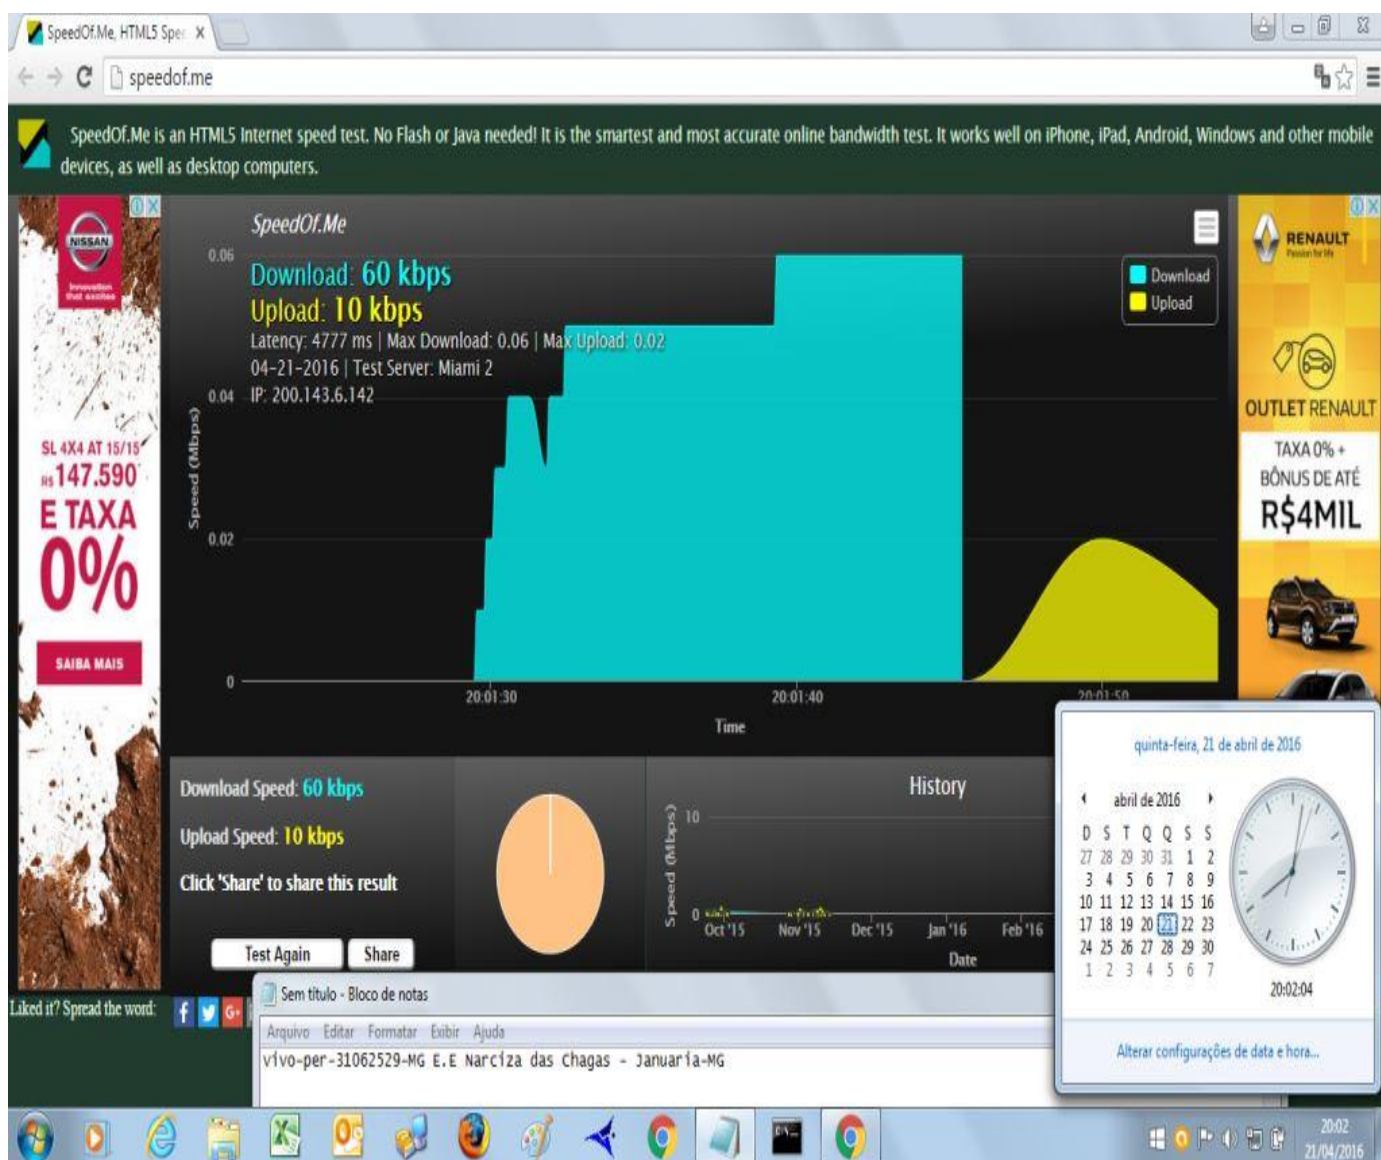 SpeedOf.Me, HTML5 Spee
speedof.me
SpeedOf.Me is an HTML5 Internet speed test. No Flash or Java needed! It is the smartest and most accurate online bandwidth test. It works well on iPhone, iPad, Android, Windows and other mobile
devices, as well as desktop computers.
NISSAN
Innovation
that excites
SL 4X4 AT 15/15
R$147.590
E TAXA
0%
SAIBA MAIS
SpeedOf.Me
Download: 60 kbps
Upload: 10 kbps
Latency: 4777 ms | Max Download: 0.06 | Max Upload: 0.02
04-21-2016 | Test Server: Miami 2
IP: 200.143.6.142
Download
Upload
0.06
0.04
0.02
0
Speed (Mbps)
20:01:30 20:01:40 20:01:50
Time
RENAULT
Passion for life
OUTLET RENAULT
TAXA 0% +
BÔNUS DE ATÉ
R$4MIL
Download Speed: 60 kbps
Upload Speed: 10 kbps
Click 'Share' to share this result
Test Again Share
History
Speed (Mbps)
10
0
Oct '15 Nov '15 Dec '15 Jan '16 Feb '16
Date
quinta-feira, 21 de abril de 2016
abril de 2016
D S T Q Q S S
27 28 29 30 31 1 2
3 4 5 6 7 8 9
10 11 12 13 14 15 16
17 18 19 20 21 22 23
24 25 26 27 28 29 30
1 2 3 4 5 6 7
20:02:04
Alterar configurações de data e hora...
Liked it? Spread the word:
Sem título - Bloco de notas
Arquivo Editar Formatar Exibir Ajuda
vivo-per-31062529-MG E.E Narciza das Chagas - Januaria-MG
20:02
21/04/2016